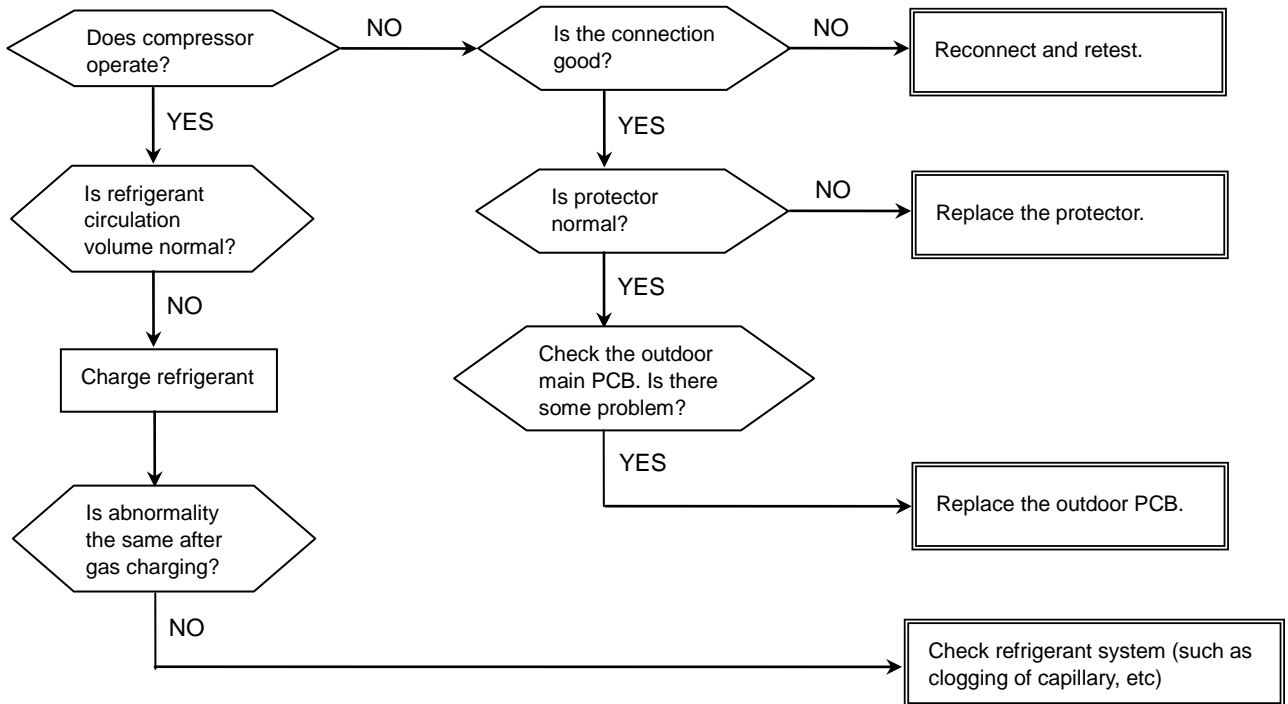 Does compressor
operate?
NO
Is the connection
good?
NO
Reconnect and retest.
YES
YES
Is refrigerant
circulation
volume normal?
Is protector
normal?
NO
Replace the protector.
NO
YES
Charge refrigerant
Check the outdoor
main PCB. Is there
some problem?
YES
Replace the outdoor PCB.
Is abnormality
the same after
gas charging?
NO
Check refrigerant system (such as
clogging of capillary, etc)